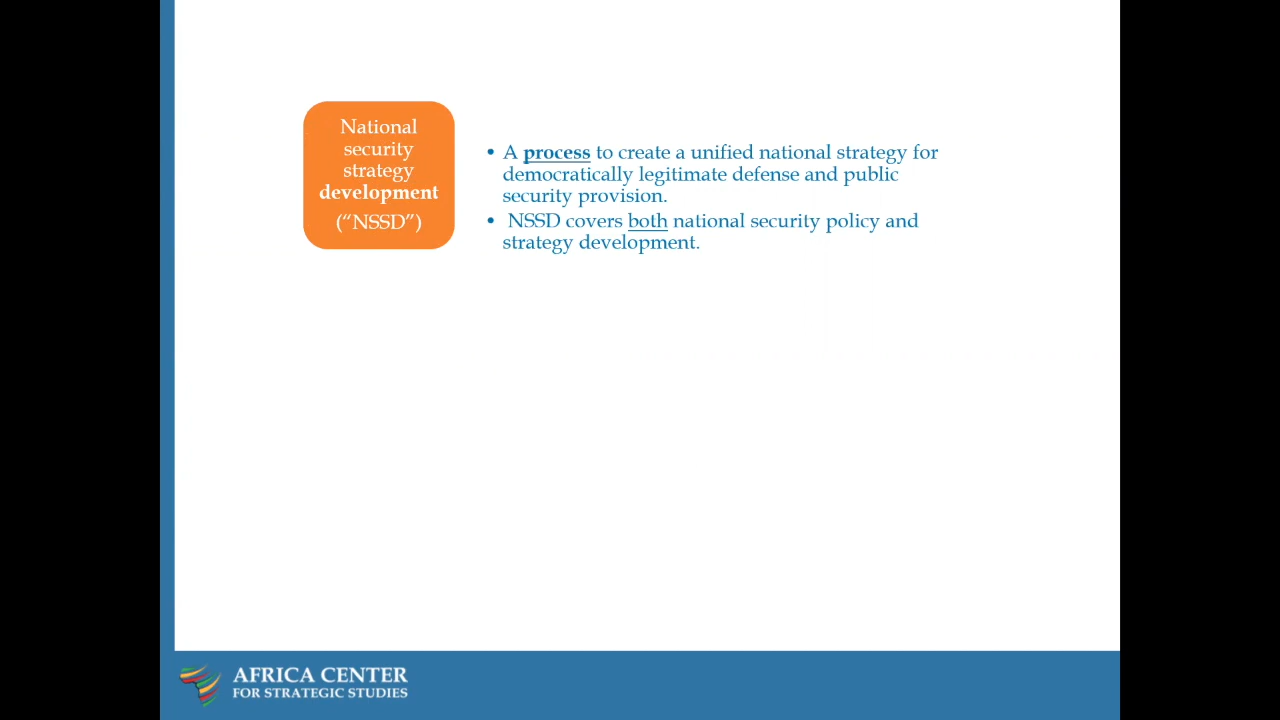 National
security
strategy
development
(“NSSD”)
• A process to create a unified national strategy for
democratically legitimate defense and public
security provision.
• NSSD covers both national security policy and
strategy development.
AFRICA CENTER
FOR STRATEGIC STUDIES